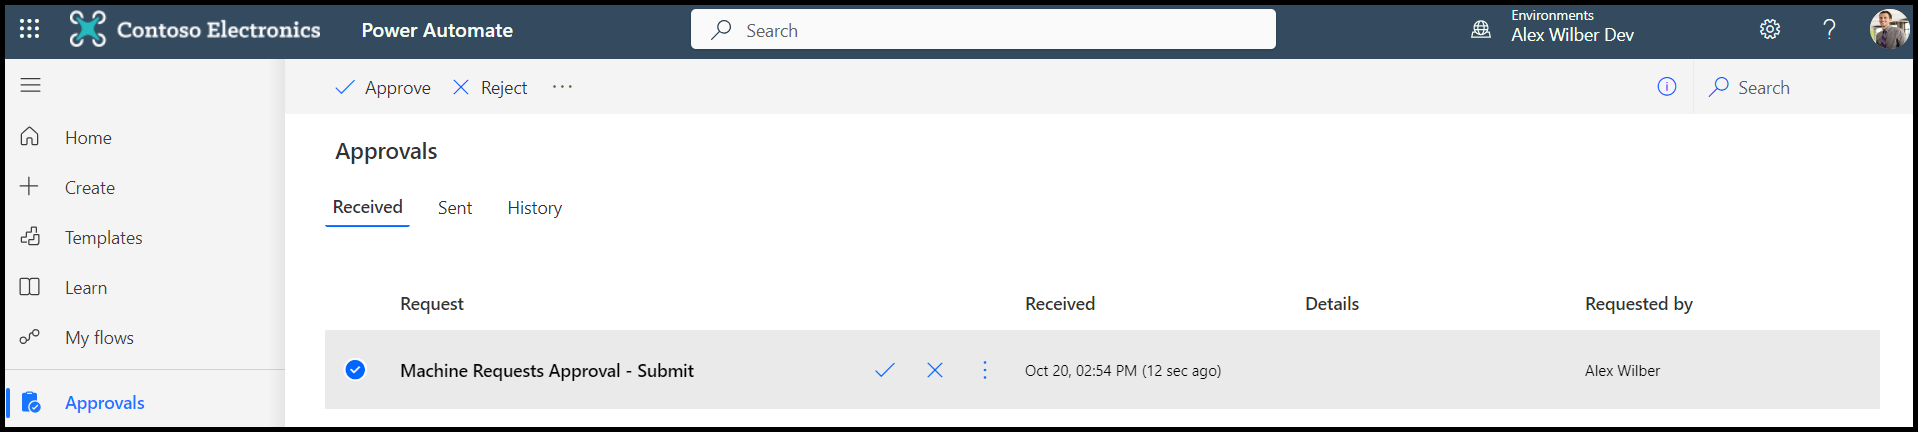 Contoso Electronics Power Automate Search Environments
Alex Wilber Dev
Approve Reject Search
Home
Create
Templates
Learn
My flows
Approvals
Approvals
Received Sent History
Request Received Details Requested by
Machine Requests Approval - Submit Oct 20, 02:54 PM (12 sec ago) Alex Wilber